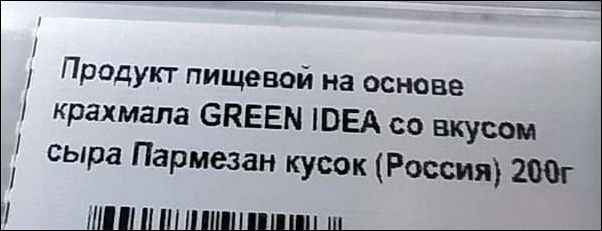 Продукт пищевой на основе
крахмала GREEN IDEA со вкусом
сыра Пармезан кусок (Россия) 200г